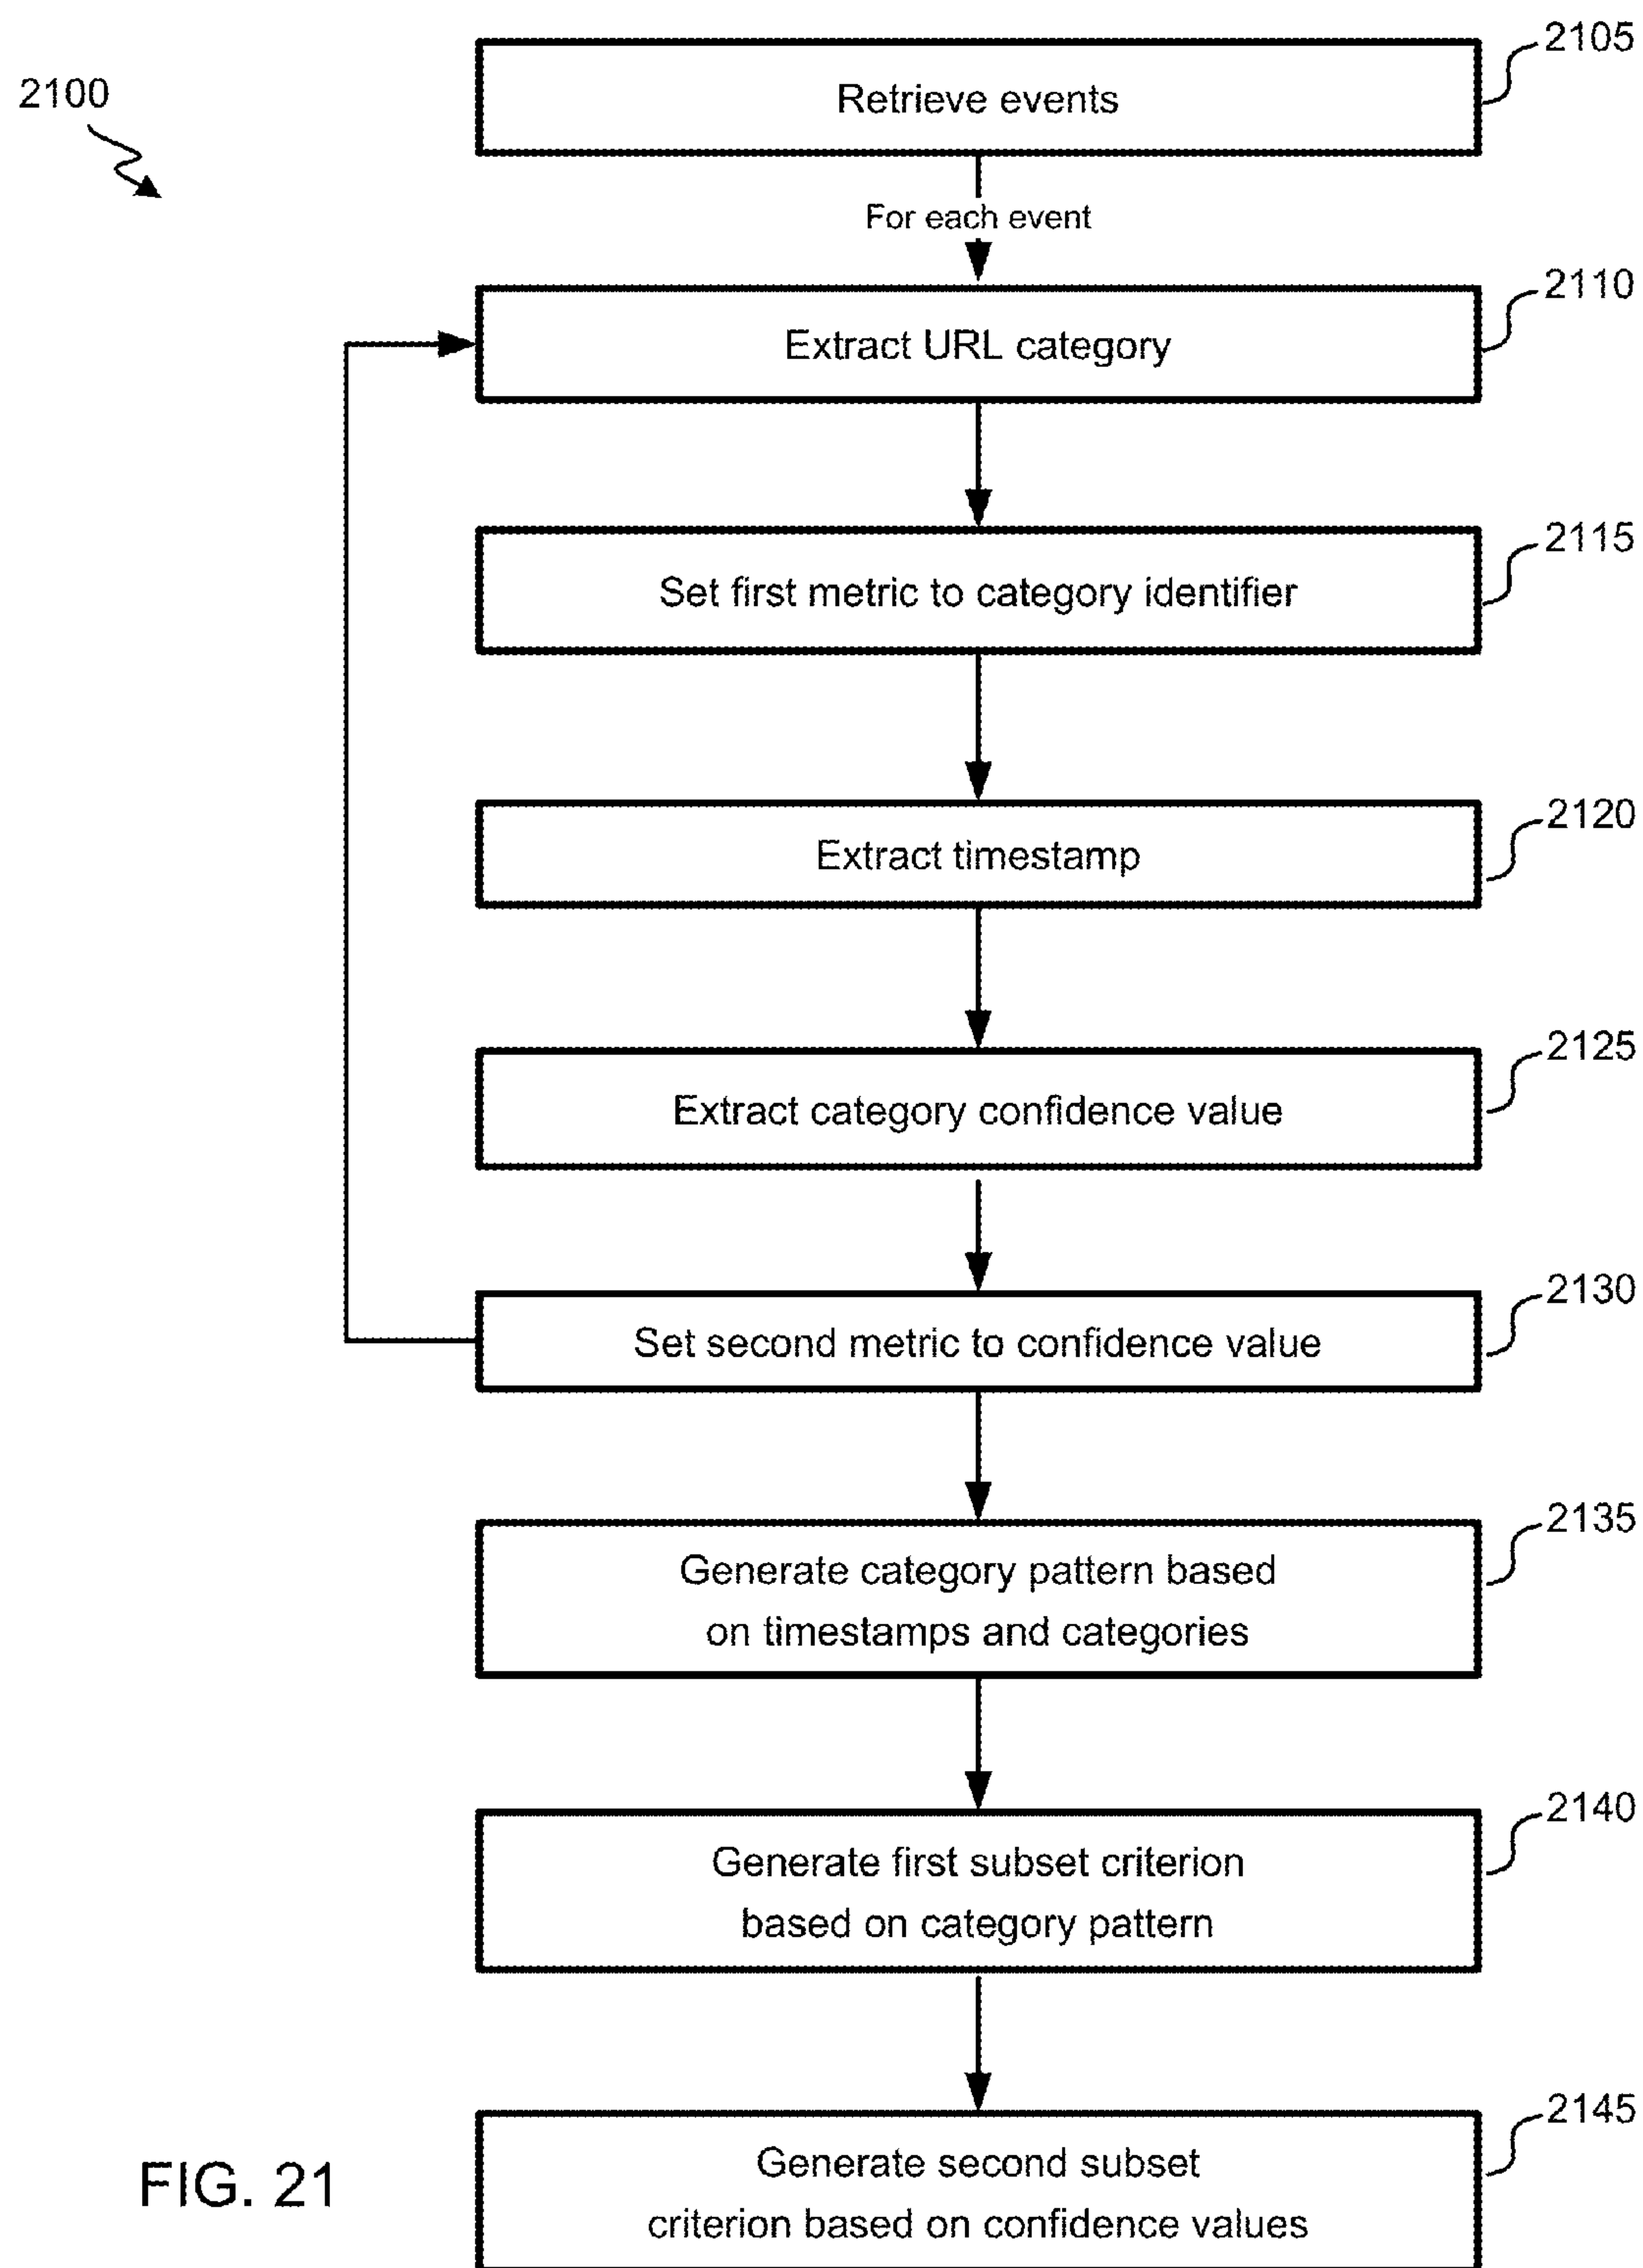 2100
Retrieve events
2105
For each event
Extract URL category
2110
Set first metric to category identifier
2115
Extract timestamp
2120
Extract category confidence value
2125
Set second metric to confidence value
2130
Generate category pattern based
on timestamps and categories
2135
Generate first subset criterion
based on category pattern
2140
Generate second subset
criterion based on confidence values
2145
FIG. 21